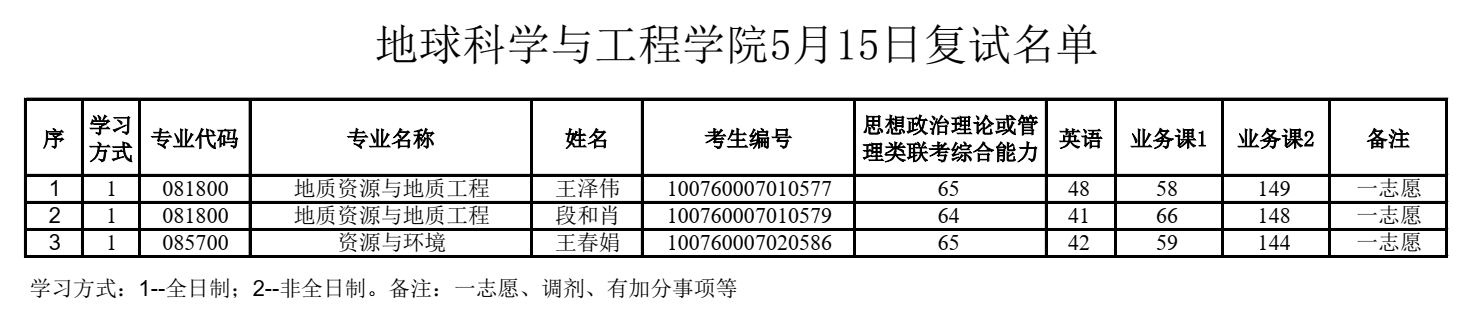 地球科学与工程学院5月15日复试名单
序 学习方式 专业代码 专业名称 姓名 考生编号 思想政治理论或管理类联考综合能力 英语 业务课1 业务课2 备注
1 1 081800 地质资源与地质工程 王泽伟 100760007010577 65 48 58 149 一志愿
2 1 081800 地质资源与地质工程 段和肖 100760007010579 64 41 66 148 一志愿
3 1 085700 资源与环境 王春娟 100760007020586 65 42 59 144 一志愿
学习方式：1--全日制；2--非全日制。备注：一志愿、调剂、有加分事项等